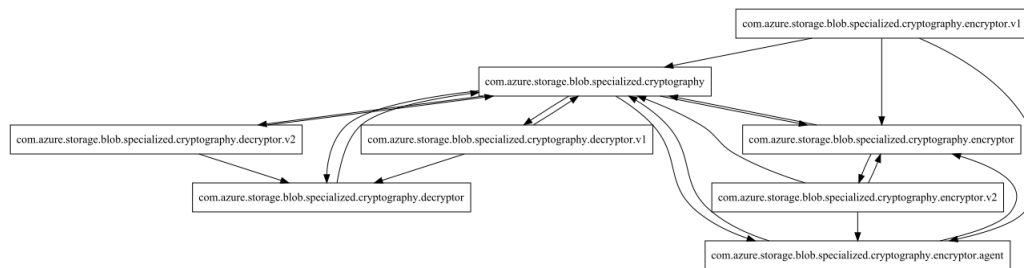 com.azure.storage.blob.specialized.cryptography.encryptor.v1
com.azure.storage.blob.specialized.cryptography
com.azure.storage.blob.specialized.cryptography.decryptor.v2
com.azure.storage.blob.specialized.cryptography.decryptor.v1
com.azure.storage.blob.specialized.cryptography.encryptor
com.azure.storage.blob.specialized.cryptography.decryptor
com.azure.storage.blob.specialized.cryptography.encryptor.v2
com.azure.storage.blob.specialized.cryptography.encryptor.agent